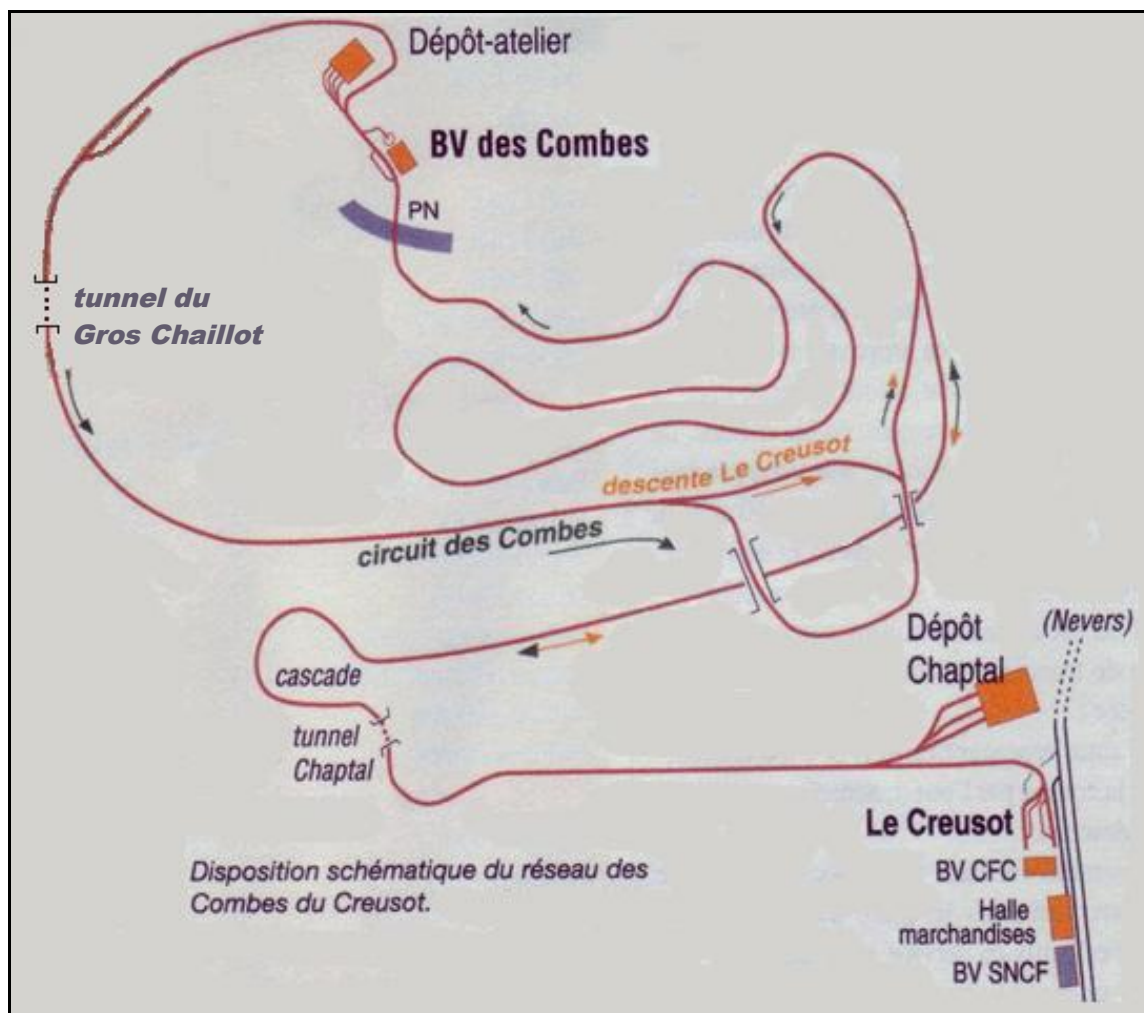 Dépôt-atelier
BV des Combes
PN
tunnel du
Gros Chaillot
descente Le Creusot
circuit des Combes
Dépôt
Chaptal
(Nevers)
cascade
tunnel
Chaptal
Le Creusot
BV CFC
Halle
marchandises
BV SNCF
Disposition schématique du réseau des
Combes du Creusot.